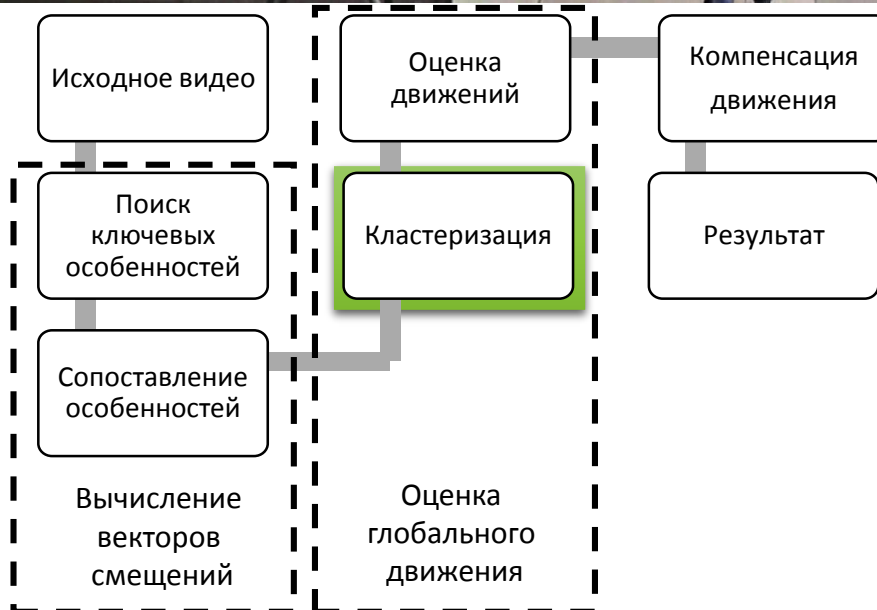 Исходное видео
Поиск
ключевых
особенностей
Сопоставление
особенностей
Вычисление
векторов
смещений
Оценка
движений
Кластеризация
Оценка
глобального
движения
Компенсация
движения
Результат